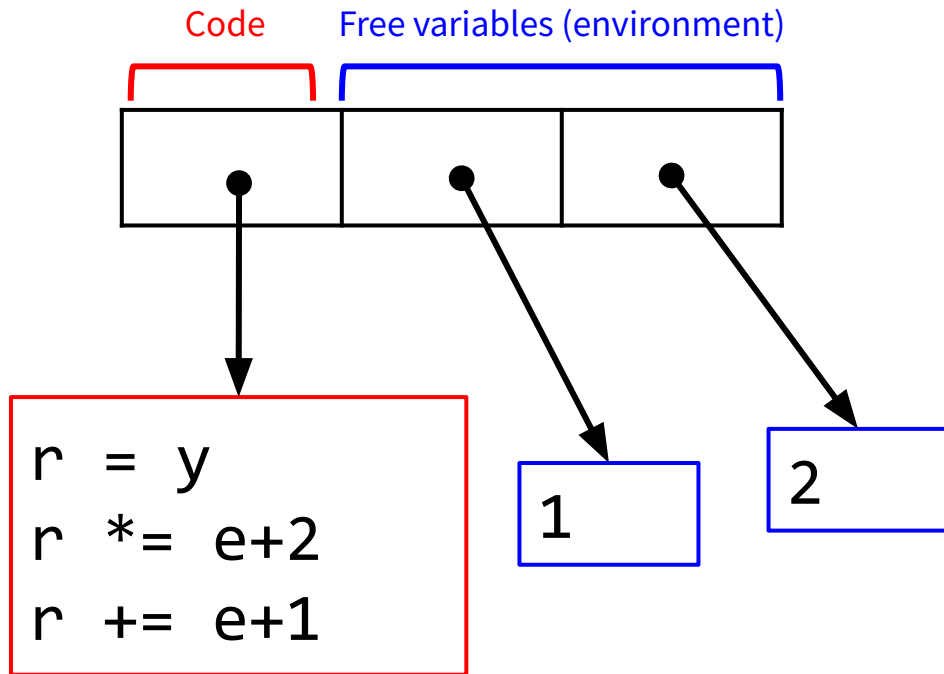 Code
Free variables (environment)
r = y
r *= e+2
r += e+1
1
2